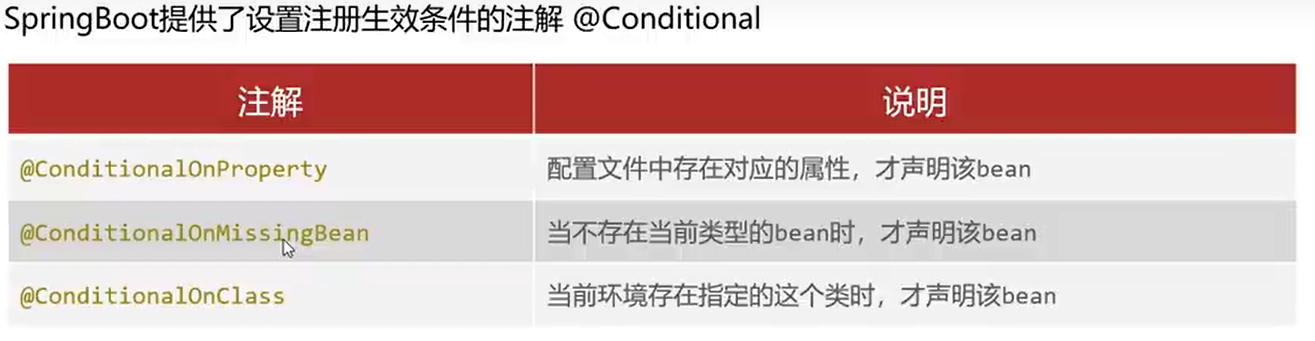 SpringBoot提供了设置注册生效条件的注解 @Conditional
注解 说明
@ConditionalOnProperty 配置文件中存在对应的属性，才声明该bean
@ConditionalOnMissingBean 当不存在当前类型的bean时，才声明该bean
@ConditionalOnClass 当前环境存在指定的这个类时，才声明该bean